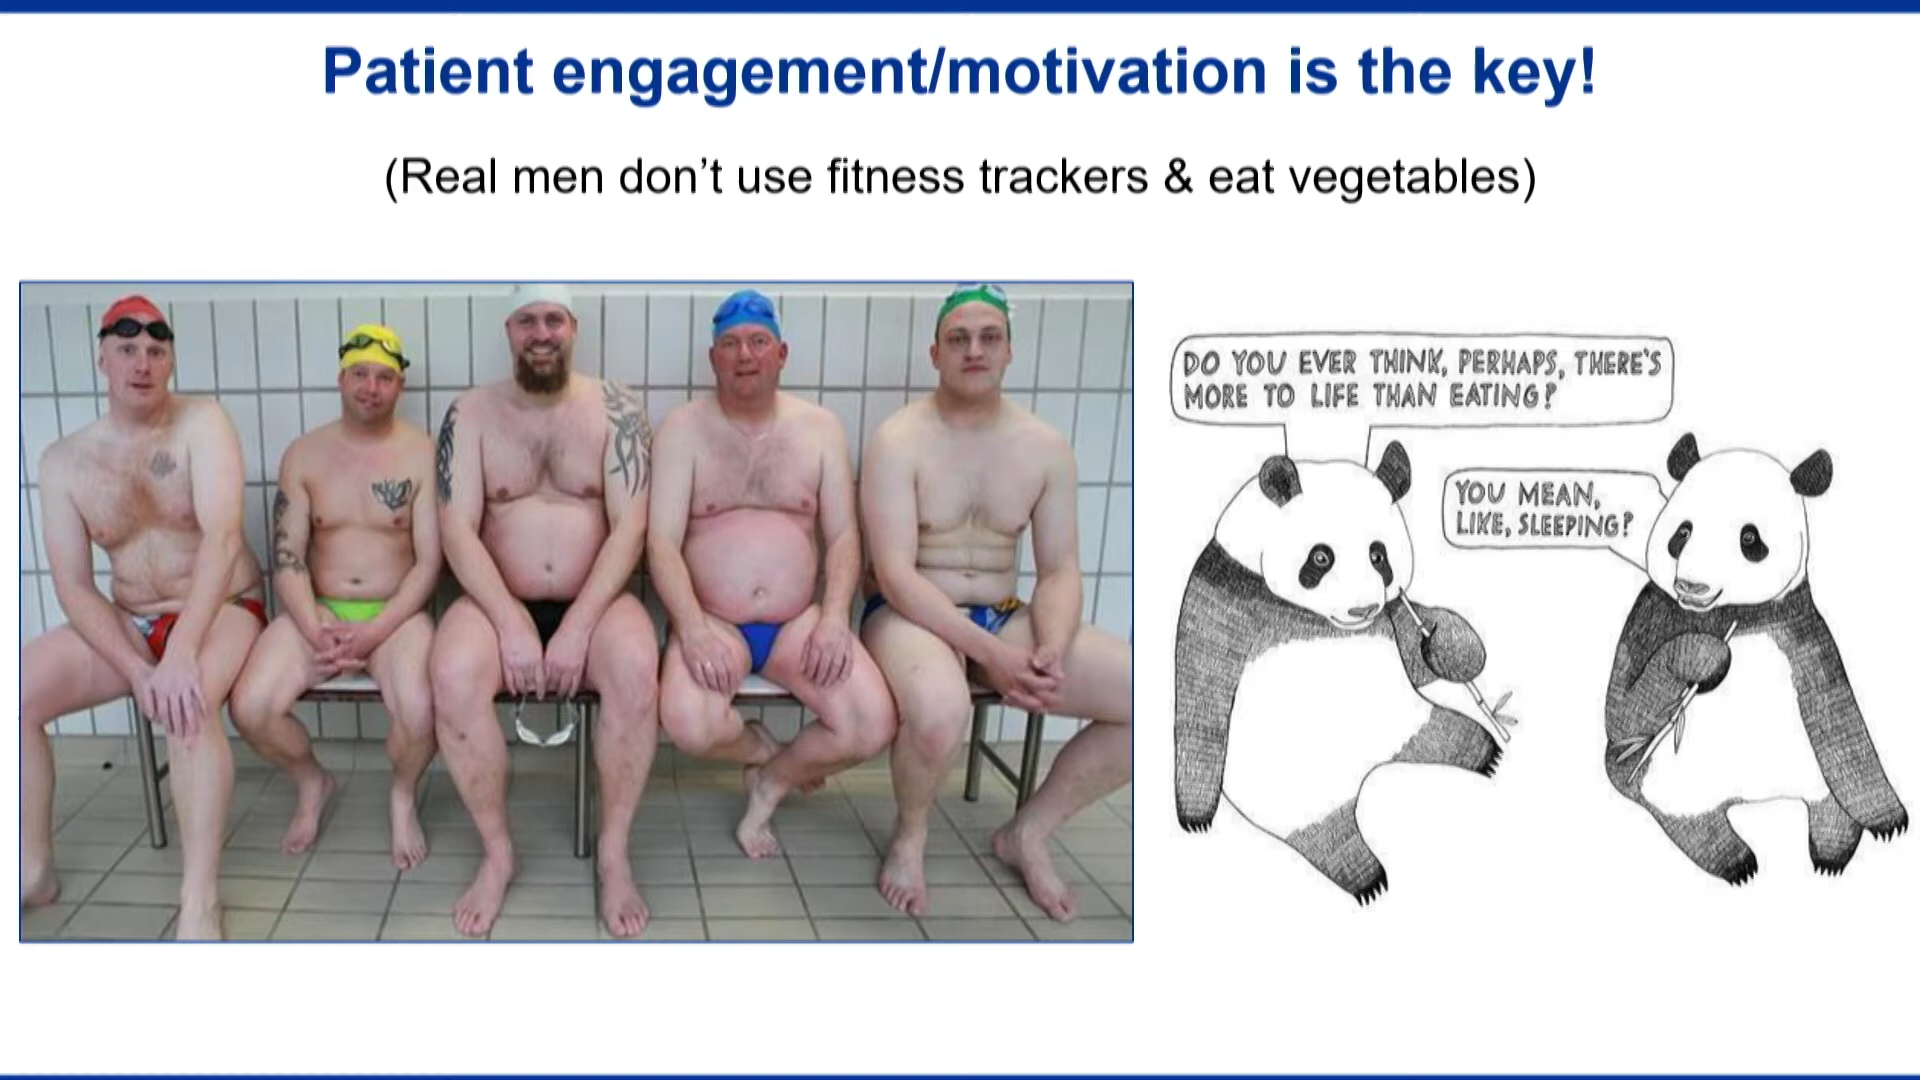 Patient engagement/motivation is the key!
(Real men don’t use fitness trackers & eat vegetables)
DO YOU EVER THINK, PERHAPS, THERE'S
MORE TO LIFE THAN EATING?
YOU MEAN,
LIKE, SLEEPING?